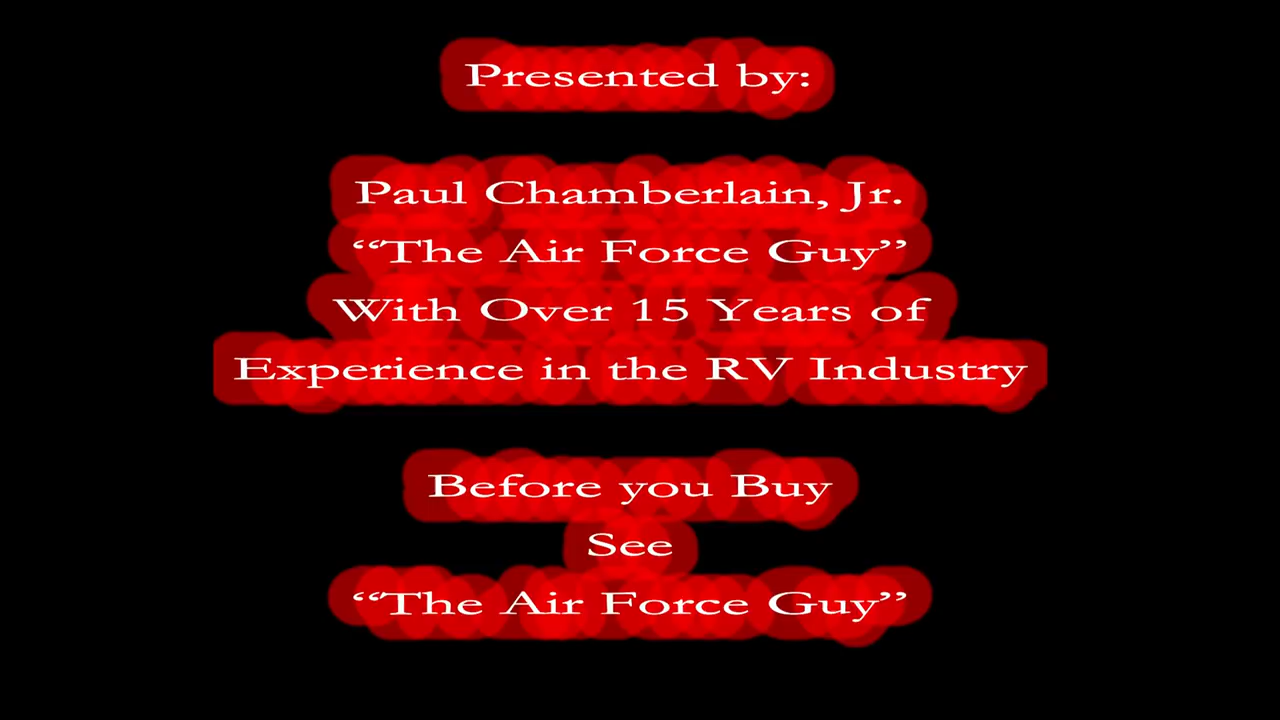 Presented by:
Paul Chamberlain, Jr.
“The Air Force Guy”
With Over 15 Years of
Experience in the RV Industry
Before you Buy
See
“The Air Force Guy”